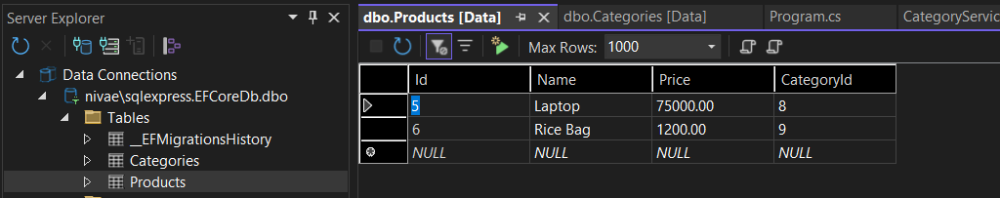 Server Explorer
Data Connections
nivae\sqlexpress.EFCoreDb.dbo
Tables
__EFMigrationsHistory
Categories
Products
dbo.Products [Data] dbo.Categories [Data] Program.cs CategoryServic
Max Rows: 1000
Id Name Price CategoryId
5 Laptop 75000.00 8
6 Rice Bag 1200.00 9
NULL NULL NULL NULL